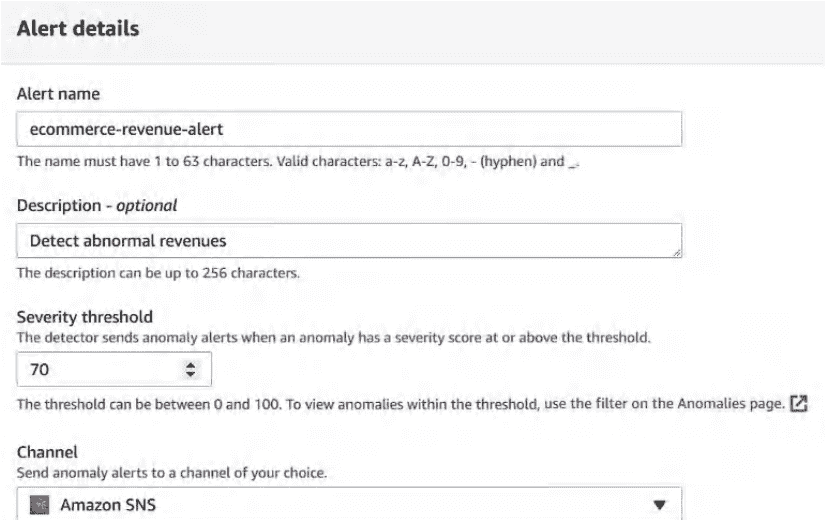 Alert details
Alert name
ecommerce-revenue-alert
The name must have 1 to 63 characters. Valid characters: a-z, A-Z, 0-9, - (hyphen) and _.
Description - optional
Detect abnormal revenues
The description can be up to 256 characters.
Severity threshold
The detector sends anomaly alerts when an anomaly has a severity score at or above the threshold.
70
The threshold can be between 0 and 100. To view anomalies within the threshold, use the filter on the Anomalies page.
Channel
Send anomaly alerts to a channel of your choice.
Amazon SNS